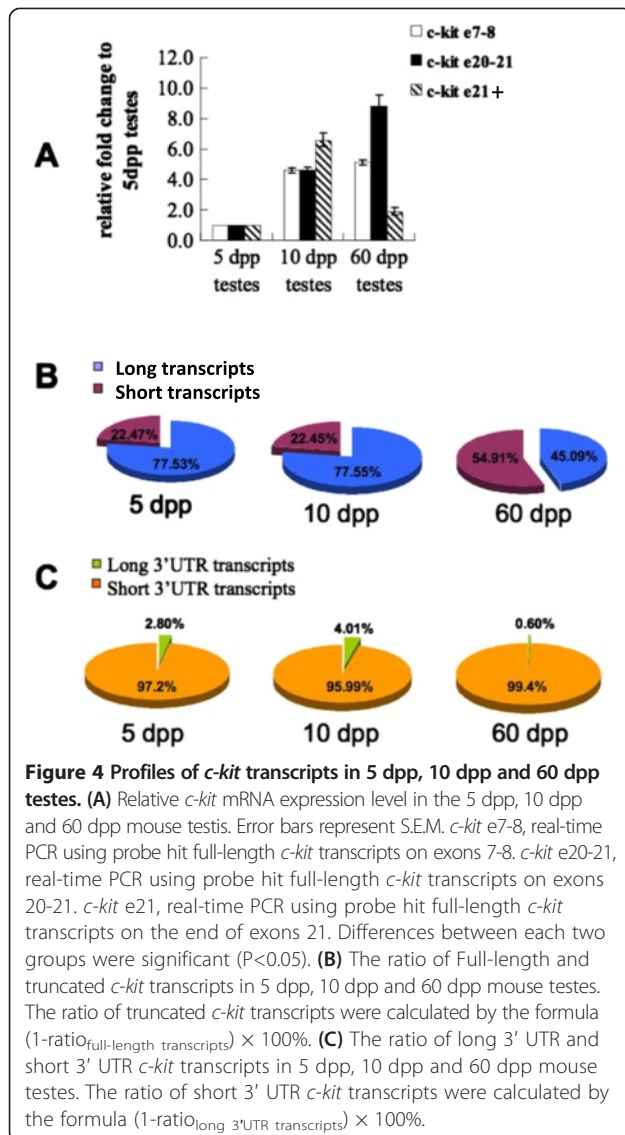 c-kit e7-8
c-kit e20-21
c-kit e21+
A
relative fold change to
5dpp testes
12.0
10.0
8.0
6.0
4.0
2.0
0.0
5 dpp
testes
10 dpp
testes
60 dpp
testes
B
Long transcripts
Short transcripts
22.47%
77.53%
5 dpp
22.45%
77.55%
10 dpp
54.91%
45.09%
60 dpp
C
Long 3'UTR transcripts
Short 3'UTR transcripts
2.80%
97.2%
5 dpp
4.01%
95.99%
10 dpp
0.60%
99.4%
60 dpp
Figure 4 Profiles of c-kit transcripts in 5 dpp, 10 dpp and 60 dpp
testes. (A) Relative c-kit mRNA expression level in the 5 dpp, 10 dpp
and 60 dpp mouse testis. Error bars represent S.E.M. c-kit e7-8, real-time
PCR using probe hit full-length c-kit transcripts on exons 7-8. c-kit e20-21,
real-time PCR using probe hit full-length c-kit transcripts on exons
20-21. c-kit e21, real-time PCR using probe hit full-length c-kit
transcripts on the end of exons 21. Differences between each two
groups were significant (P<0.05). (B) The ratio of Full-length and
truncated c-kit transcripts in 5 dpp, 10 dpp and 60 dpp mouse testes.
The ratio of truncated c-kit transcripts were calculated by the formula
(1-ratiofull-length transcripts) × 100%. (C) The ratio of long 3′ UTR and
short 3′ UTR c-kit transcripts in 5 dpp, 10 dpp and 60 dpp mouse
testes. The ratio of short 3′ UTR c-kit transcripts were calculated by
the formula (1-ratiolong 3′UTR transcripts) × 100%.